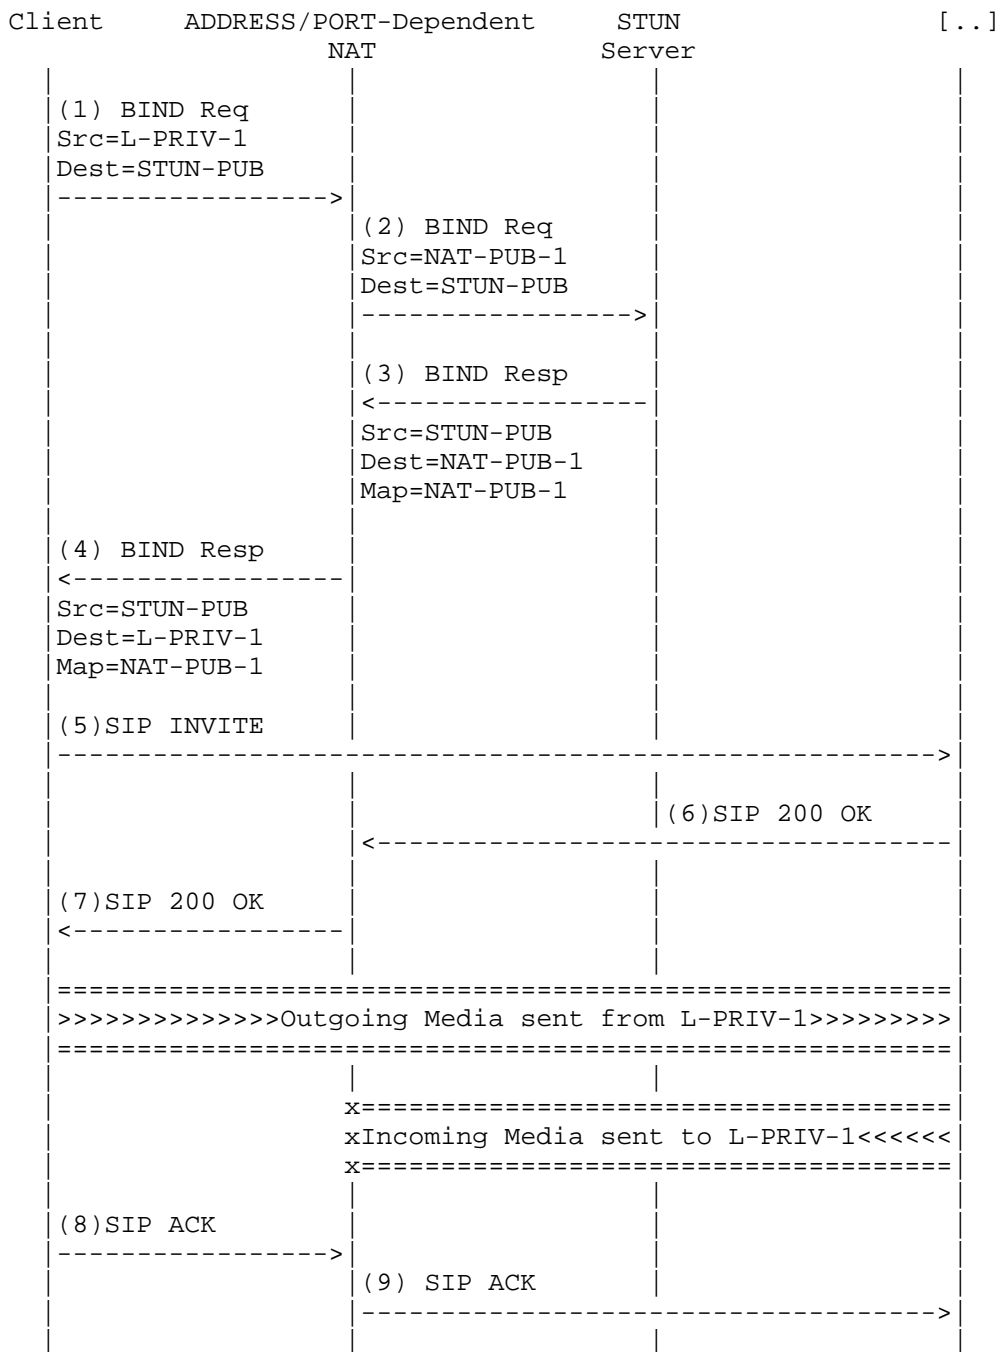 Client ADDRESS/PORT-Dependent STUN [..]
NAT Server
(1) BIND Req
Src=L-PRIV-1
Dest=STUN-PUB
----------------->
(2) BIND Req
Src=NAT-PUB-1
Dest=STUN-PUB
----------------->
(3) BIND Resp
<-----------------
Src=STUN-PUB
Dest=NAT-PUB-1
Map=NAT-PUB-1
(4) BIND Resp
<-----------------
Src=STUN-PUB
Dest=L-PRIV-1
Map=NAT-PUB-1
(5)SIP INVITE
------------------------------------------------------->
(6)SIP 200 OK
<------------------------------------
(7)SIP 200 OK
<-----------------
========================================================
>>>>>>>>>>>>>>Outgoing Media sent from L-PRIV-1>>>>>>>>>
========================================================
x=====================================
xIncoming Media sent to L-PRIV-1<<<<<<
x=====================================
(8)SIP ACK
----------------->
(9) SIP ACK
------------------------------------>